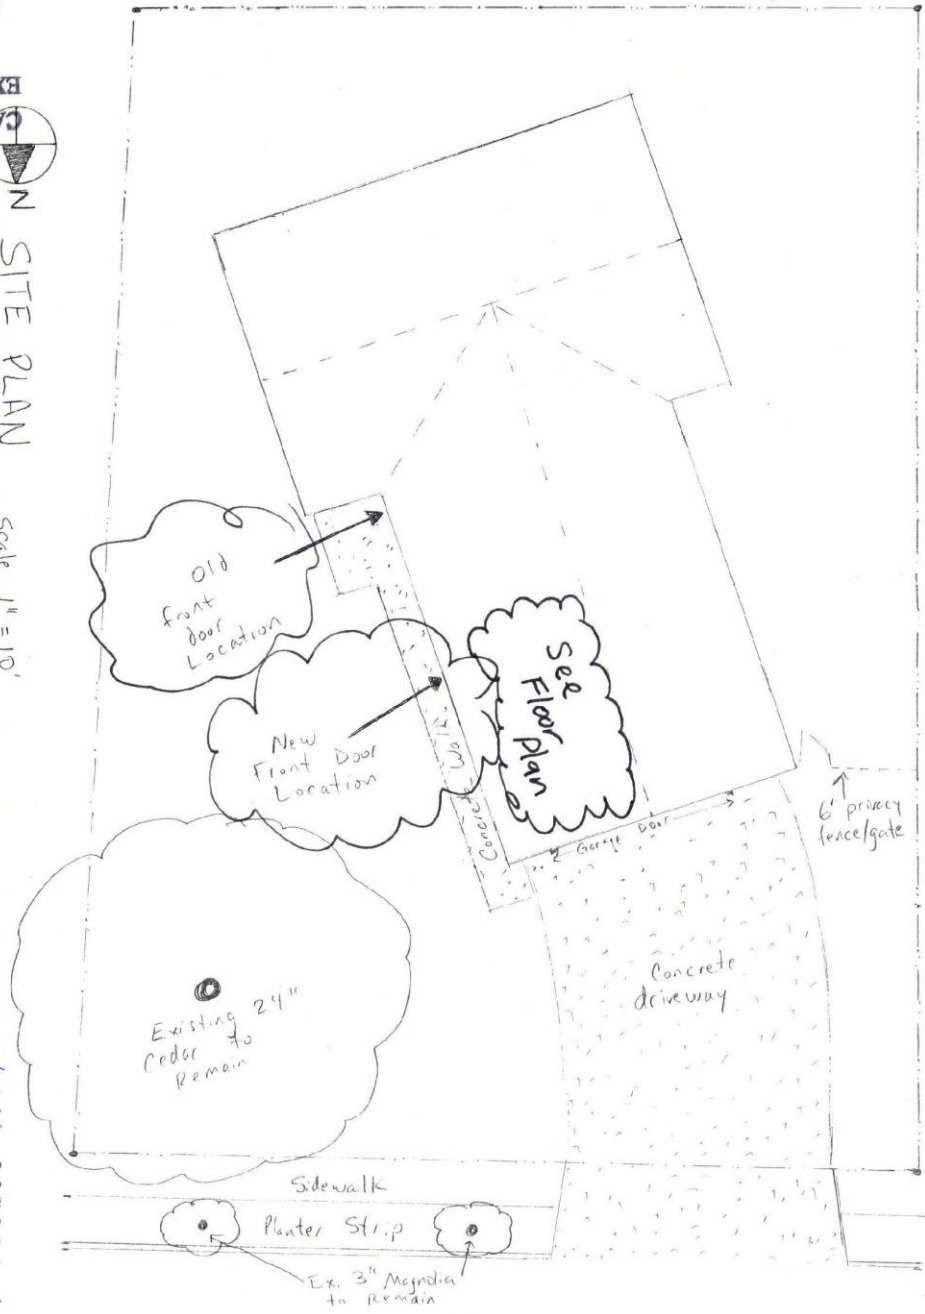 N
SITE PLAN Scale 1" = 10'
Old
front
door
Location
New
Front Door
Location
Concrete Walk
See
Floor
plan
Garage Door
6' privacy
fence/gate
Concrete
driveway
Existing 24"
Cedar to
Remain
Sidewalk
Planter Strip
Ex. 3" Magnolia
to Remain